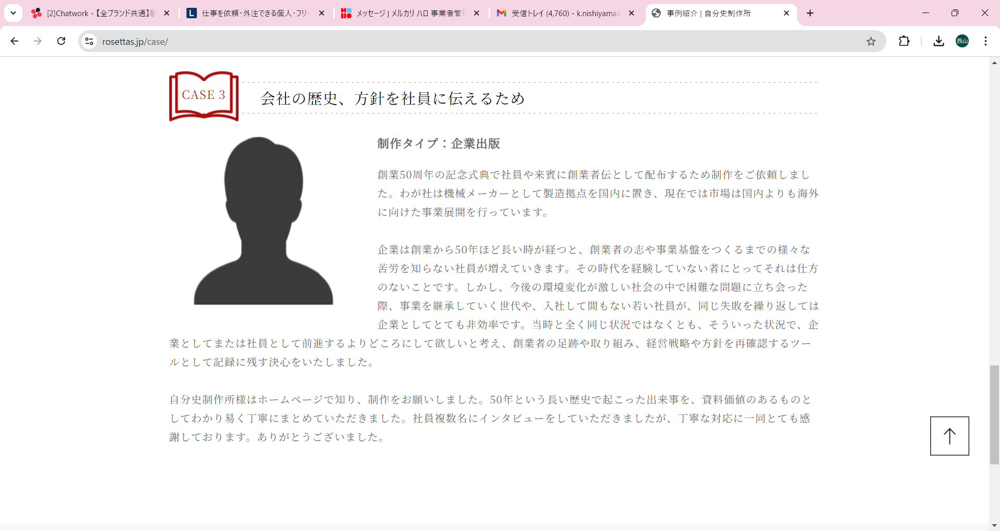 [2]Chatwork - 【全ブランド共通】
仕事を依頼・外注できる個人・フリー
メッセージ | メルカリ ハロ 事業者管理
受信トレイ (4,760) - k.nishiyama@
事例紹介 | 自分史制作所
rosettas.jp/case/
西山
CASE 3
会社の歴史、方針を社員に伝えるため
制作タイプ：企業出版
創業50周年の記念式典で社員や来賓に創業者伝として配布するため制作をご依頼しまし
た。わが社は機械メーカーとして製造拠点を国内に置き、現在では市場は国内よりも海外
に向けた事業展開を行っています。
企業は創業から50年ほど長い時が経つと、創業者の志や事業基盤をつくるまでの様々な
苦労を知らない社員が増えていきます。その時代を経験していない者にとってそれは仕方
のないことです。しかし、今後の環境変化が激しい社会の中で困難な問題に立ち会った
際、事業を継承していく世代や、入社して間もない若い社員が、同じ失敗を繰り返しては
企業としてとても非効率です。当時と全く同じ状況ではなくとも、そういった状況で、企
業としてまたは社員として前進するよりどころにして欲しいと考え、創業者の足跡や取り組み、経営戦略や方針を再確認するツー
ルとして記録に残す決心をいたしました。
自分史制作所様はホームページで知り、制作をお願いしました。50年という長い歴史で起こった出来事を、資料価値のあるものと
してわかり易く丁寧にまとめていただきました。社員複数名にインタビューをしていただきましたが、丁寧な対応に一同とても感
謝しております。ありがとうございました。